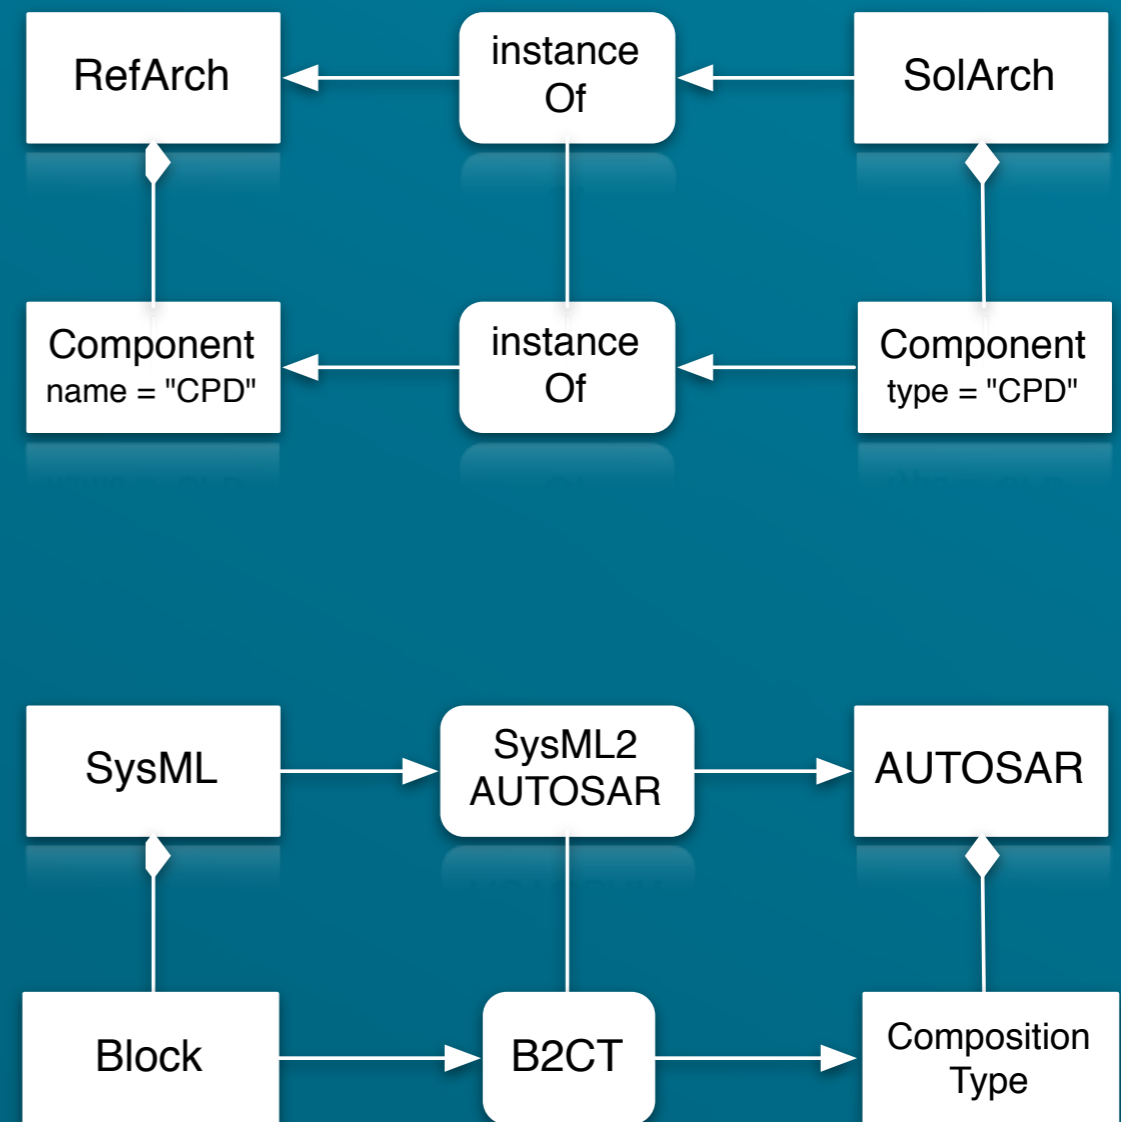 RefArch
instance
Of
SolArch
Component
name = "CPD"
instance
Of
Component
type = "CPD"
SysML
SysML2
AUTOSAR
AUTOSAR
Block
B2CT
Composition
Type